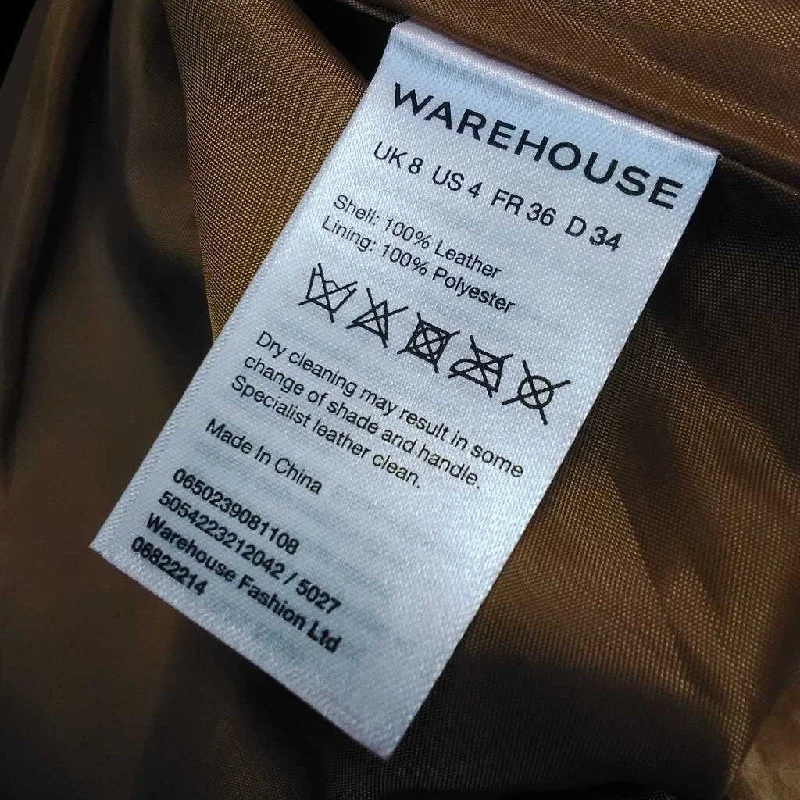 WAREHOUSE
UK 8 US 4 FR 36 D 34
Shell: 100% Leather
Lining: 100% Polyester
Dry cleaning may result in some
change of shade and handle.
Specialist leather clean.
Made In China
0650239081108
5054223212042 / 5027
Warehouse Fashion Ltd
06822214